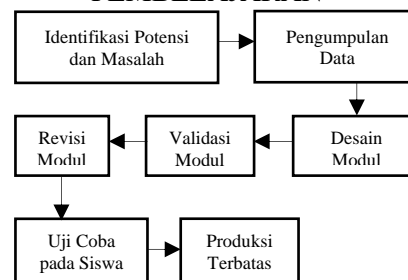 Identifikasi Potensi
dan Masalah
Pengumpulan
Data
Desain
Modul
Validasi
Modul
Revisi
Modul
Uji Coba
pada Siswa
Produksi
Terbatas